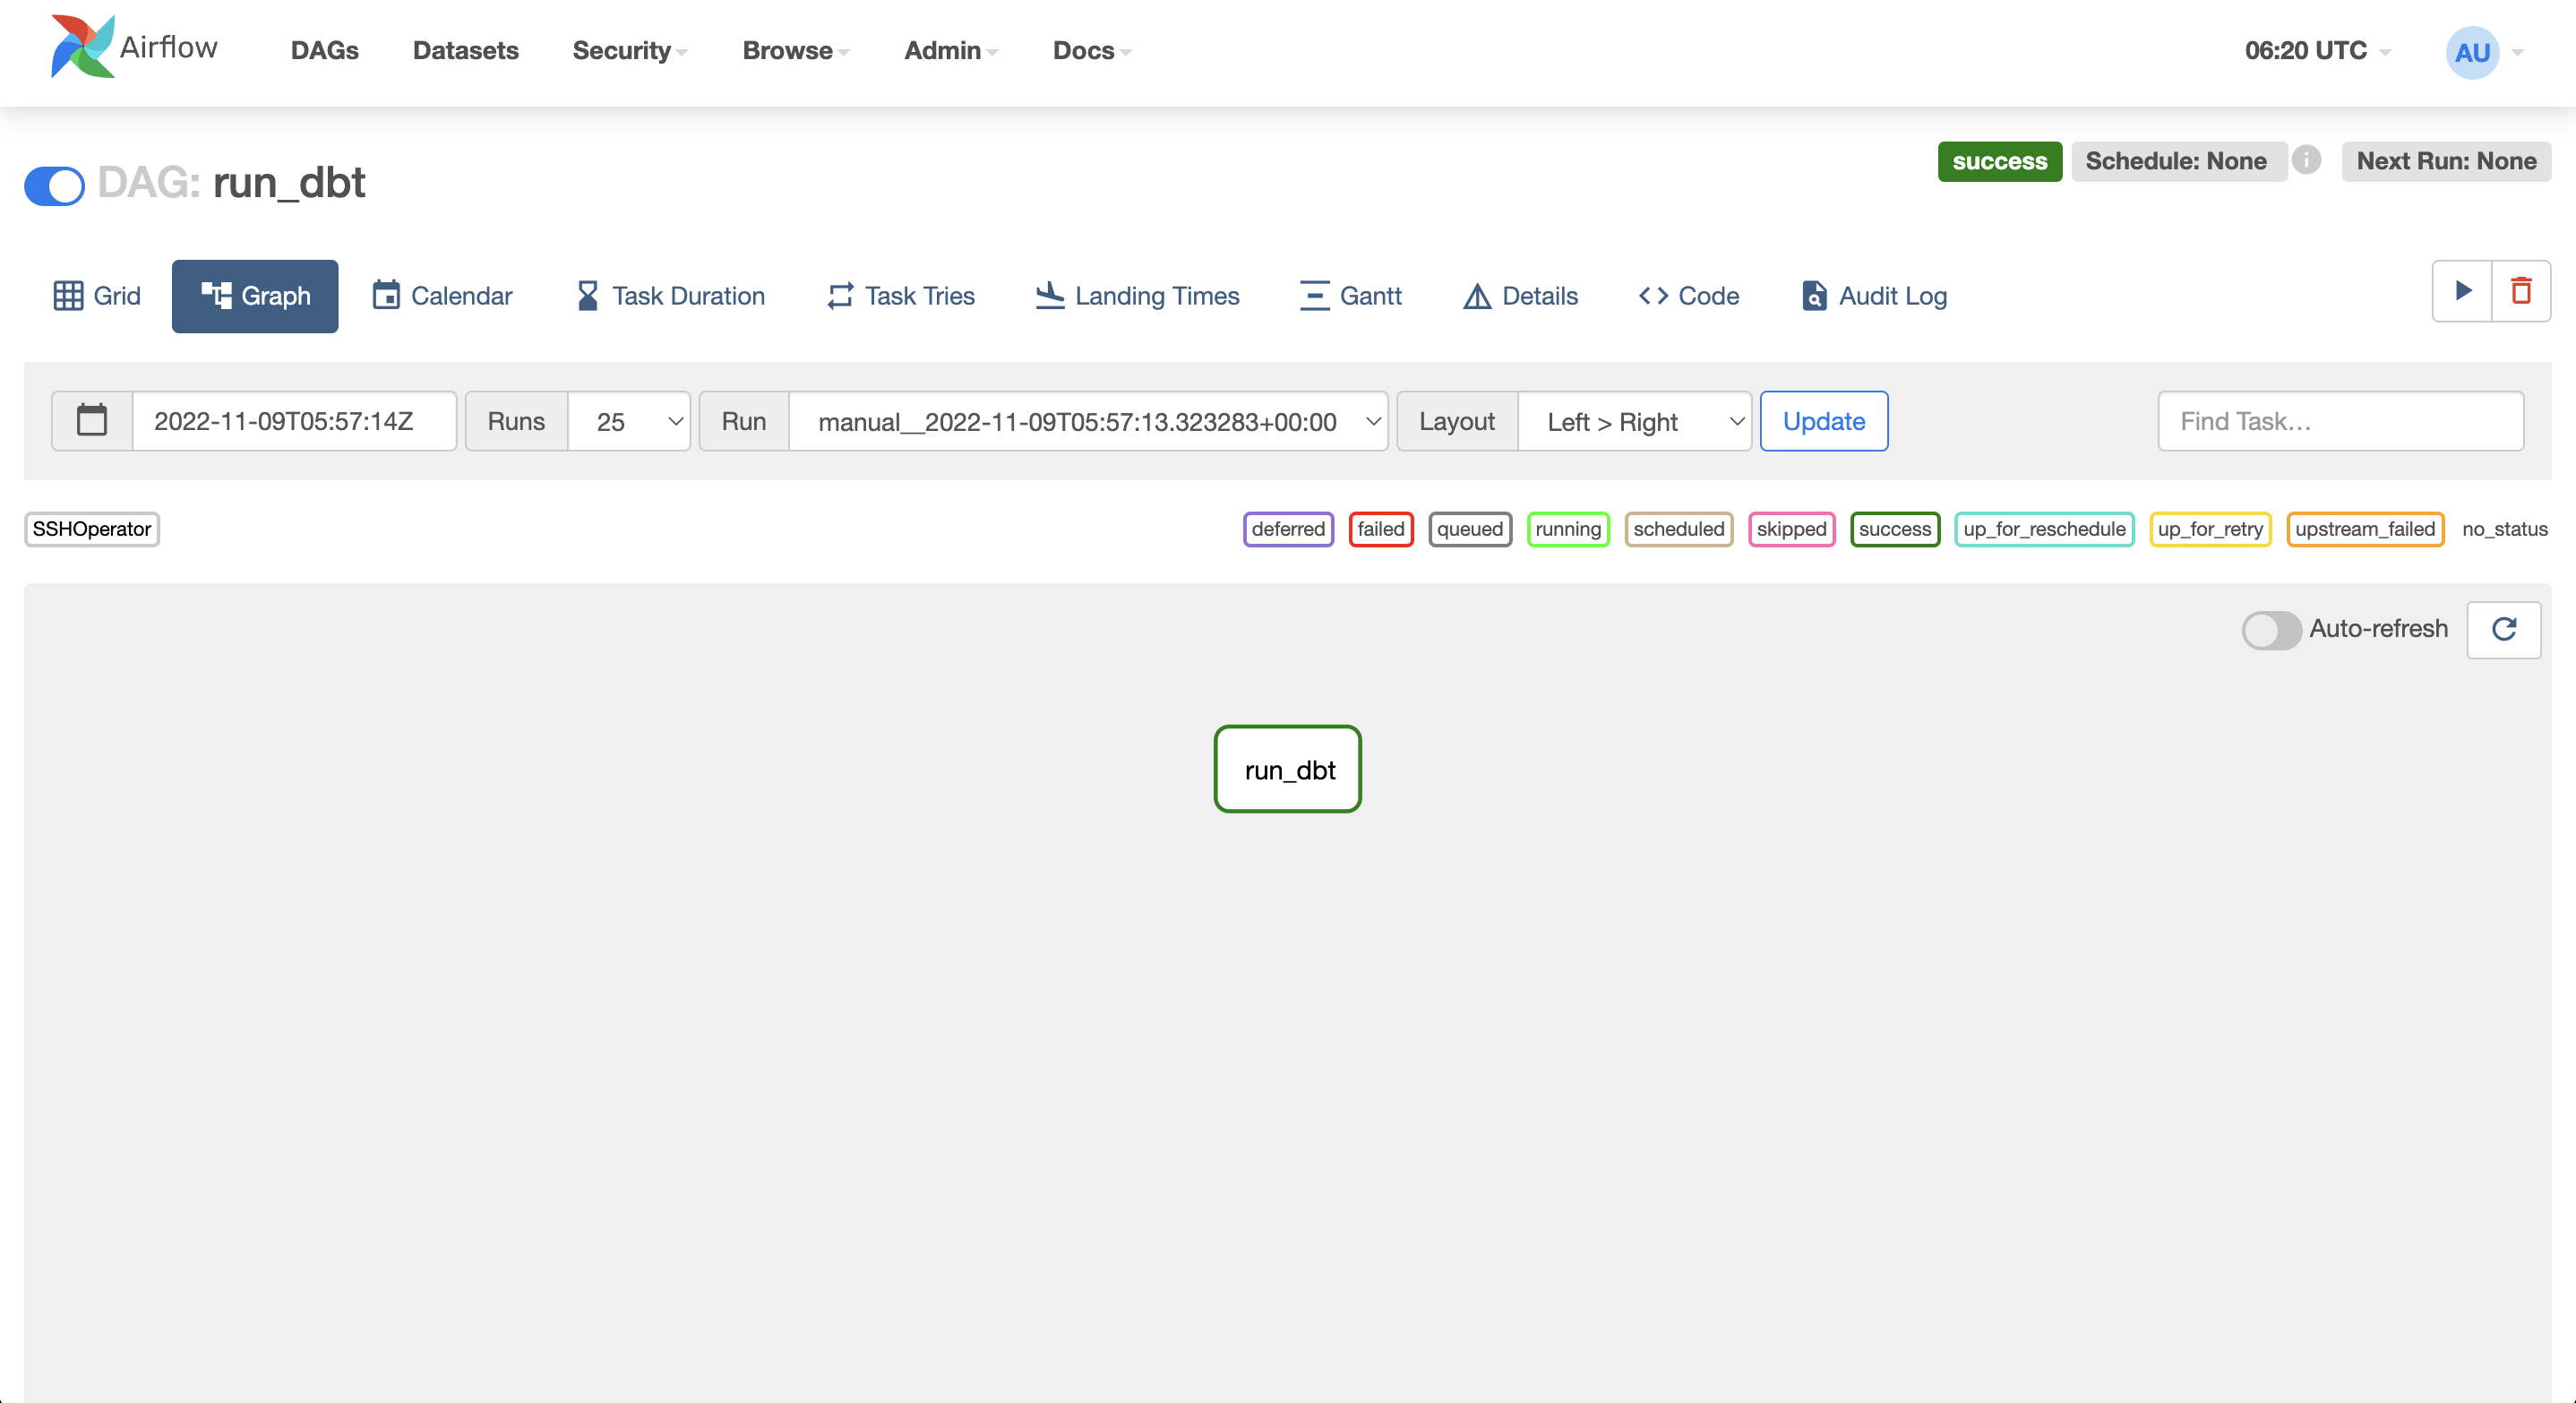 Airflow DAGs Datasets Security Browse Admin Docs 06:20 UTC AU
success Schedule: None i Next Run: None
DAG: run_dbt
Grid Graph Calendar Task Duration Task Tries Landing Times Gantt Details Code Audit Log
2022-11-09T05:57:14Z Runs 25 Run manual__2022-11-09T05:57:13.323283+00:00 Layout Left > Right Update Find Task…
SSHOperator deferred failed queued running scheduled skipped success up_for_reschedule up_for_retry upstream_failed no_status
Auto-refresh
run_dbt